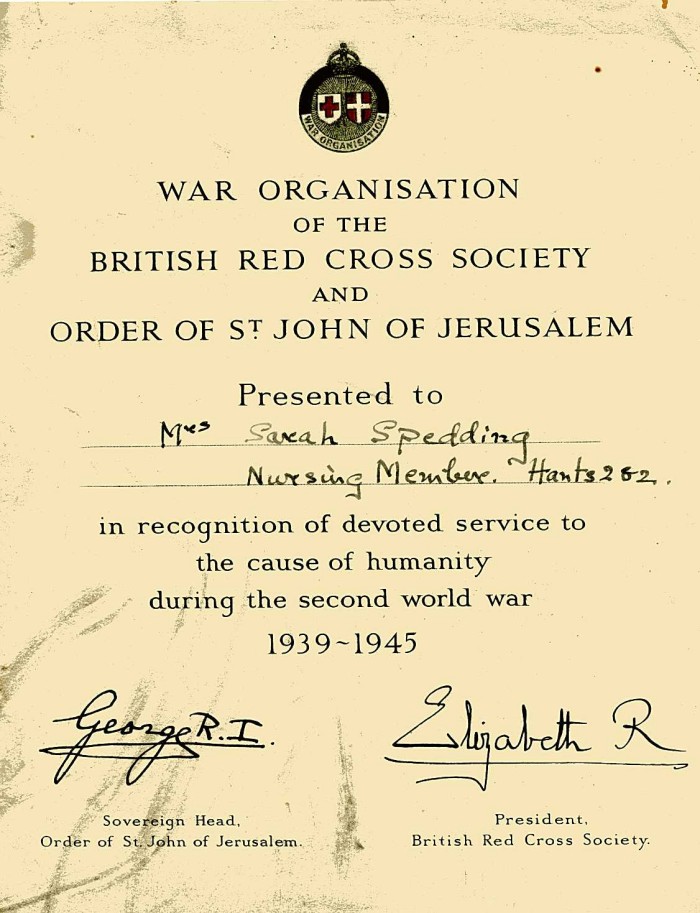 WAR ORGANISATION
WAR ORGANISATION
OF THE
BRITISH RED CROSS SOCIETY
AND
ORDER OF ST JOHN OF JERUSALEM
Presented to
Mrs Sarah Spedding
Nursing Member. Hants 282.
in recognition of devoted service to
the cause of humanity
during the second world war
1939~1945
George R.I.
Elizabeth R
Sovereign Head,
Order of St. John of Jerusalem.
President,
British Red Cross Society.